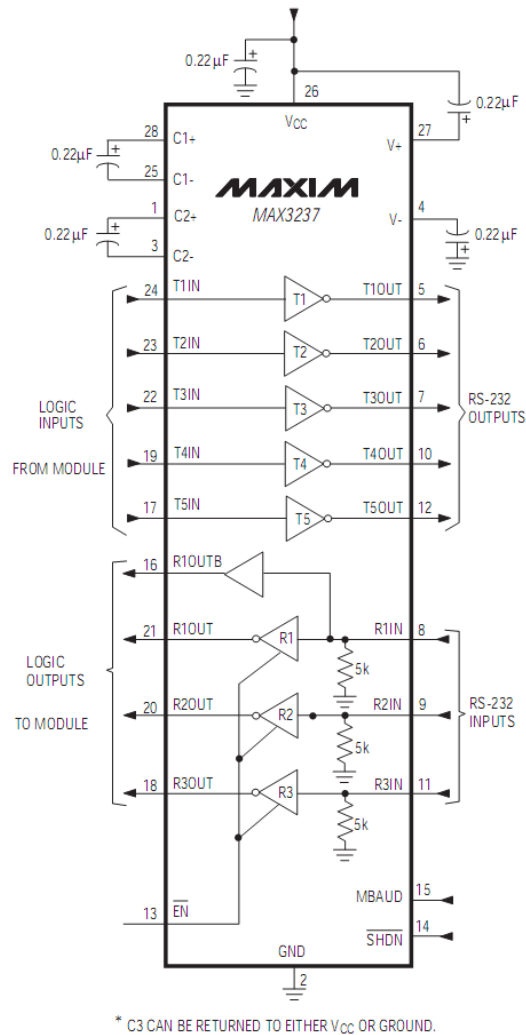 0.22μF
26
0.22μF
VCC
28 C1+
27 V+
0.22μF
25 C1-
MAXIM
MAX3237
1 C2+
V- 4
0.22μF
3 C2-
0.22μF
24 T1IN T1 T1OUT 5
23 T2IN T2 T2OUT 6
22 T3IN T3 T3OUT 7
LOGIC
INPUTS
FROM MODULE
RS-232
OUTPUTS
19 T4IN T4 T4OUT 10
17 T5IN T5 T5OUT 12
16 R1OUTB
21 R1OUT R1 R1IN 8
5k
LOGIC
OUTPUTS
TO MODULE
RS-232
INPUTS
20 R2OUT R2 R2IN 9
5k
18 R3OUT R3 R3IN 11
5k
MBAUD 15
13 EN
SHDN 14
GND
2
* C3 CAN BE RETURNED TO EITHER VCC OR GROUND.